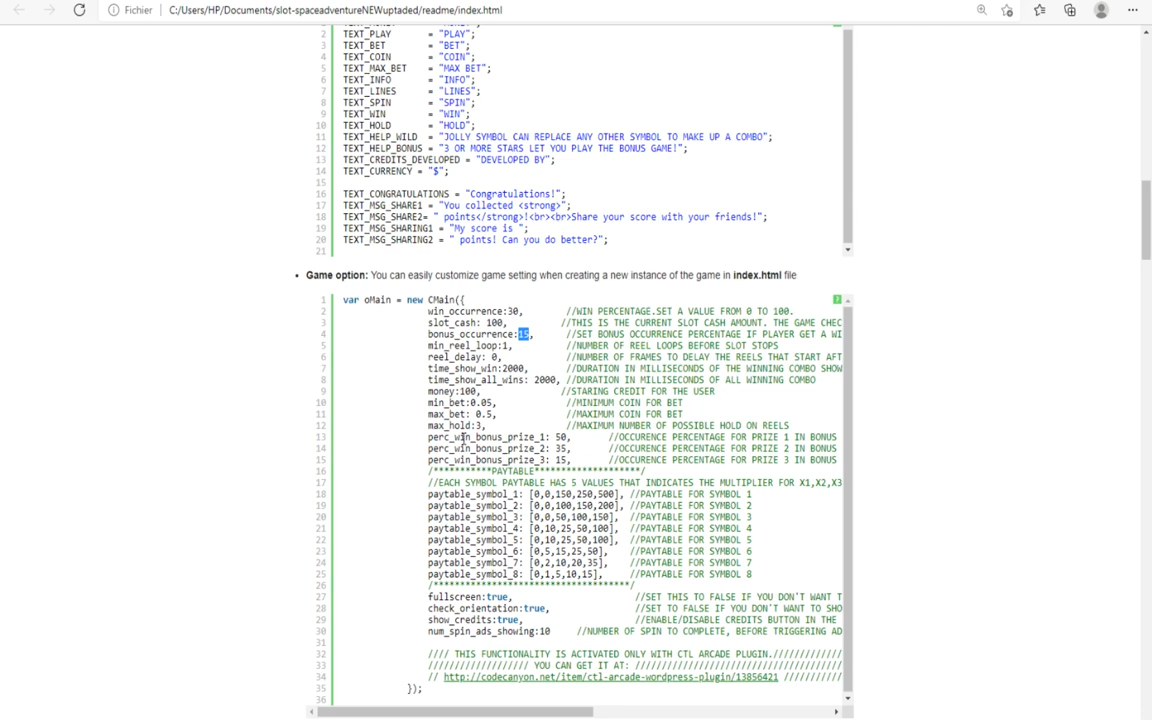 Fichier C:/Users/HP/Documents/slot-spaceadventureNEWuptaded/readme/index.html
2 TEXT_PLAY = "PLAY";
3 TEXT_BET = "BET";
4 TEXT_COIN = "COIN";
5 TEXT_MAX_BET = "MAX BET";
6 TEXT_INFO = "INFO";
7 TEXT_LINES = "LINES";
8 TEXT_SPIN = "SPIN";
9 TEXT_WIN = "WIN";
10 TEXT_HOLD = "HOLD";
11 TEXT_HELP_WILD = "JOLLY SYMBOL CAN REPLACE ANY OTHER SYMBOL TO MAKE UP A COMBO";
12 TEXT_HELP_BONUS = "3 OR MORE STARS LET YOU PLAY THE BONUS GAME!";
13 TEXT_CREDITS_DEVELOPED = "DEVELOPED BY";
14 TEXT_CURRENCY = "$";
15
16 TEXT_CONGRATULATIONS = "Congratulations!";
17 TEXT_MSG_SHARE1 = "You collected <strong>";
18 TEXT_MSG_SHARE2= " points</strong>!<br><br>Share your score with your friends!";
19 TEXT_MSG_SHARING1 = "My score is ";
20 TEXT_MSG_SHARING2 = " points! Can you do better?";
21
• Game option: You can easily customize game setting when creating a new instance of the game in index.html file
1 var oMain = new CMain({ ?
2 win_occurrence:30, //WIN PERCENTAGE.SET A VALUE FROM 0 TO 100.
3 slot_cash: 100, //THIS IS THE CURRENT SLOT CASH AMOUNT. THE GAME CHEC
4 bonus_occurrence:15, //SET BONUS OCCURRENCE PERCENTAGE IF PLAYER GET A WI
5 min_reel_loop:1, //NUMBER OF REEL LOOPS BEFORE SLOT STOPS
6 reel_delay: 0, //NUMBER OF FRAMES TO DELAY THE REELS THAT START AFT
7 time_show_win:2000, //DURATION IN MILLISECONDS OF THE WINNING COMBO SHOW
8 time_show_all_wins: 2000, //DURATION IN MILLISECONDS OF ALL WINNING COMBO
9 money:100, //STARING CREDIT FOR THE USER
10 min_bet:0.05, //MINIMUM COIN FOR BET
11 max_bet: 0.5, //MAXIMUM COIN FOR BET
12 max_hold:3, //MAXIMUM NUMBER OF POSSIBLE HOLD ON REELS
13 perc_win_bonus_prize_1: 50, //OCCURENCE PERCENTAGE FOR PRIZE 1 IN BONUS
14 perc_win_bonus_prize_2: 35, //OCCURENCE PERCENTAGE FOR PRIZE 2 IN BONUS
15 perc_win_bonus_prize_3: 15, //OCCURENCE PERCENTAGE FOR PRIZE 3 IN BONUS
16 /***********PAYTABLE********************/
17 //EACH SYMBOL PAYTABLE HAS 5 VALUES THAT INDICATES THE MULTIPLIER FOR X1,X2,X3
18 paytable_symbol_1: [0,0,150,250,500], //PAYTABLE FOR SYMBOL 1
19 paytable_symbol_2: [0,0,100,150,200], //PAYTABLE FOR SYMBOL 2
20 paytable_symbol_3: [0,0,50,100,150], //PAYTABLE FOR SYMBOL 3
21 paytable_symbol_4: [0,10,25,50,100], //PAYTABLE FOR SYMBOL 4
22 paytable_symbol_5: [0,10,25,50,100], //PAYTABLE FOR SYMBOL 5
23 paytable_symbol_6: [0,5,15,25,50], //PAYTABLE FOR SYMBOL 6
24 paytable_symbol_7: [0,2,10,20,35], //PAYTABLE FOR SYMBOL 7
25 paytable_symbol_8: [0,1,5,10,15], //PAYTABLE FOR SYMBOL 8
26 /*************************************/
27 fullscreen:true, //SET THIS TO FALSE IF YOU DON'T WANT T
28 check_orientation:true, //SET TO FALSE IF YOU DON'T WANT TO SHO
29 show_credits:true, //ENABLE/DISABLE CREDITS BUTTON IN THE
30 num_spin_ads_showing:10 //NUMBER OF SPIN TO COMPLETE, BEFORE TRIGGERING AD
31
32 //// THIS FUNCTIONALITY IS ACTIVATED ONLY WITH CTL ARCADE PLUGIN.////////////
33 /////////////////// YOU CAN GET IT AT: //////////////////////////////////////
34 // http://codecanyon.net/item/ctl-arcade-wordpress-plugin/13856421 ///////////
35 });
36